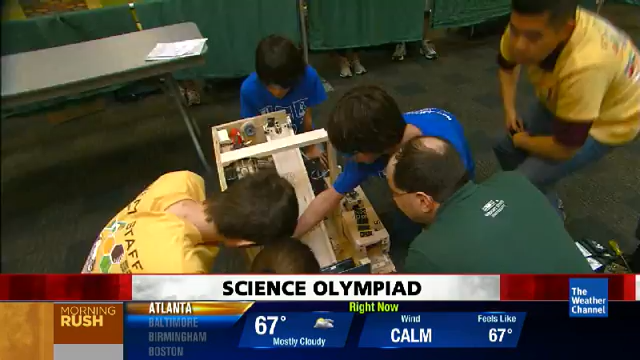 STAFF
SCIENCE OLYMPIAD
The
Weather
Channel
MORNING
RUSH
ATLANTA
BALTIMORE
BIRMINGHAM
BOSTON
Right Now
67°
Mostly Cloudy
Wind
CALM
Feels Like
67°